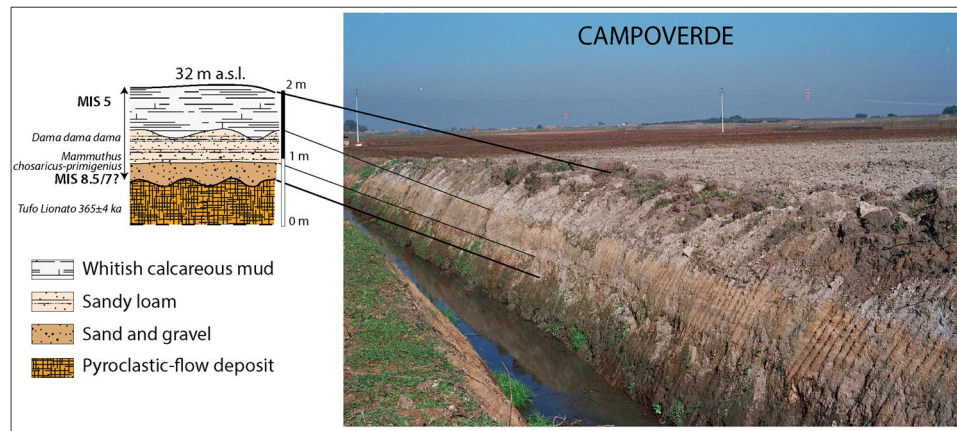 CAMPOVERDE
32 m a.s.l.
2 m
MIS 5
Dama dama dama
Mammuthus
chosaricus-primigenius
1 m
MIS 8.5/7?
Tufo Lionato 365±4 ka
0 m
Whitish calcareous mud
Sandy loam
Sand and gravel
Pyroclastic-flow deposit